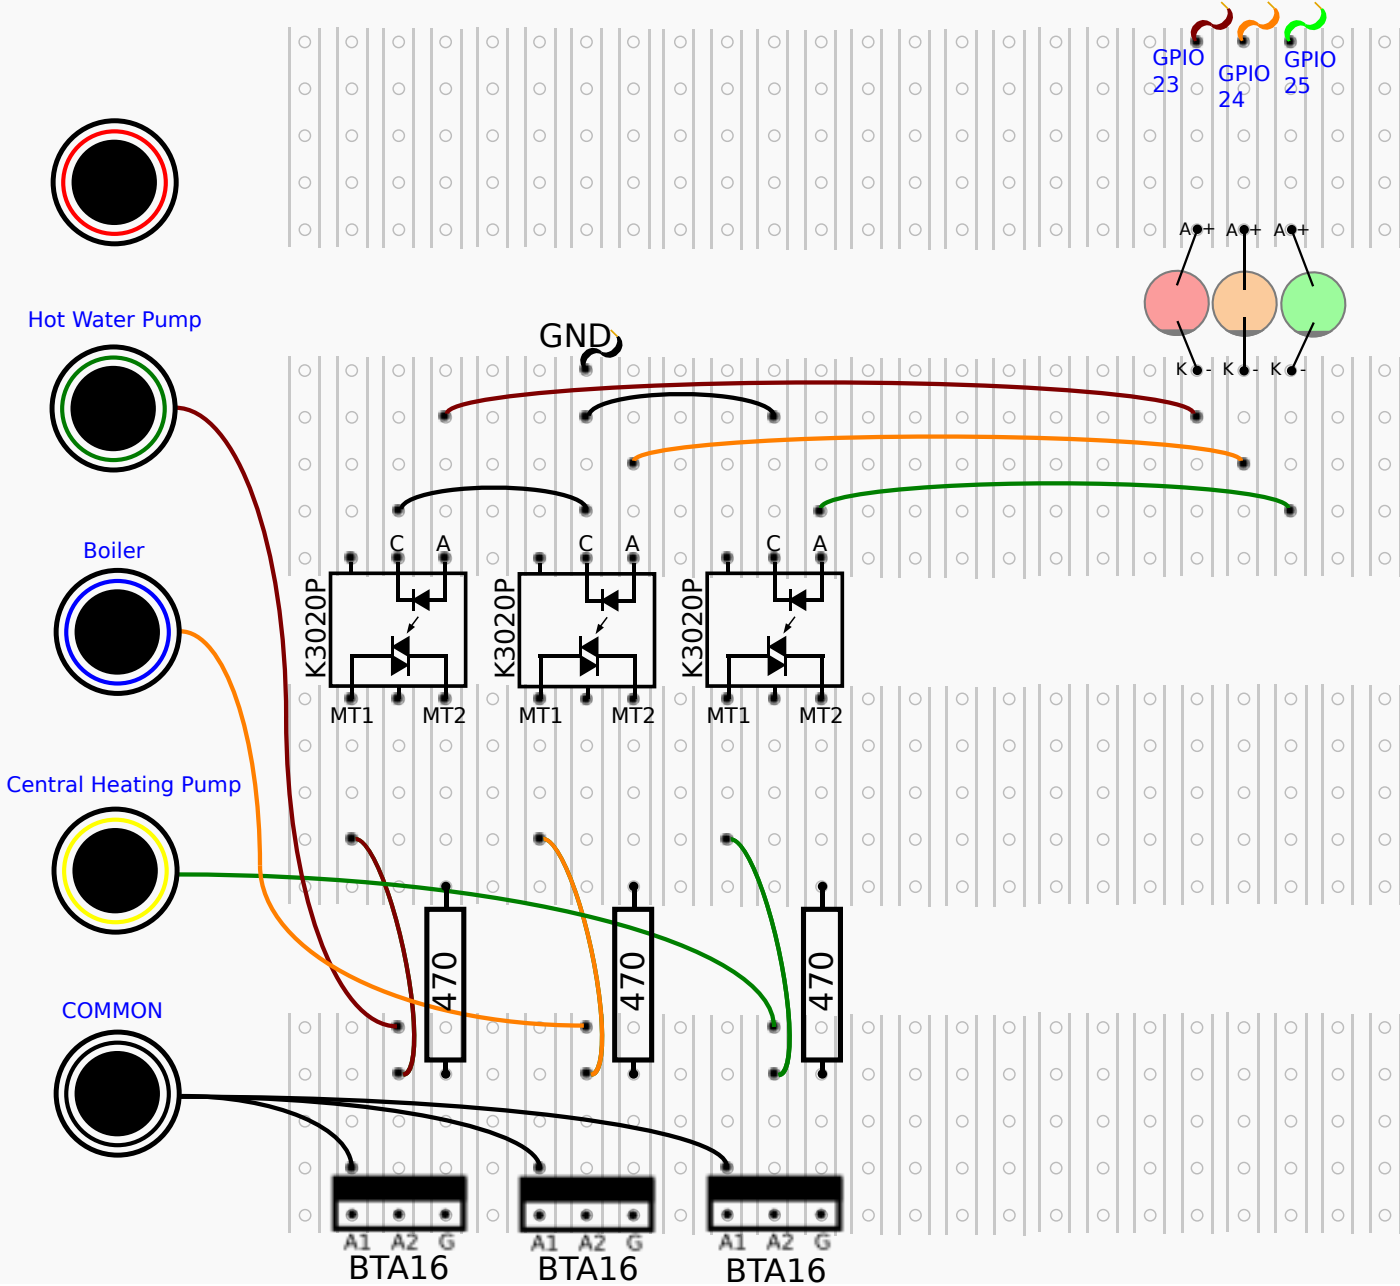 GPIO
23
GPIO
24
GPIO
25
A + A + A +
K - K - K -
Hot Water Pump
GND
Boiler
C A C A C A
K3020P K3020P K3020P
MT1 MT2 MT1 MT2 MT1 MT2
Central Heating Pump
470 470 470
COMMON
A1 A2 G A1 A2 G A1 A2 G
BTA16 BTA16 BTA16